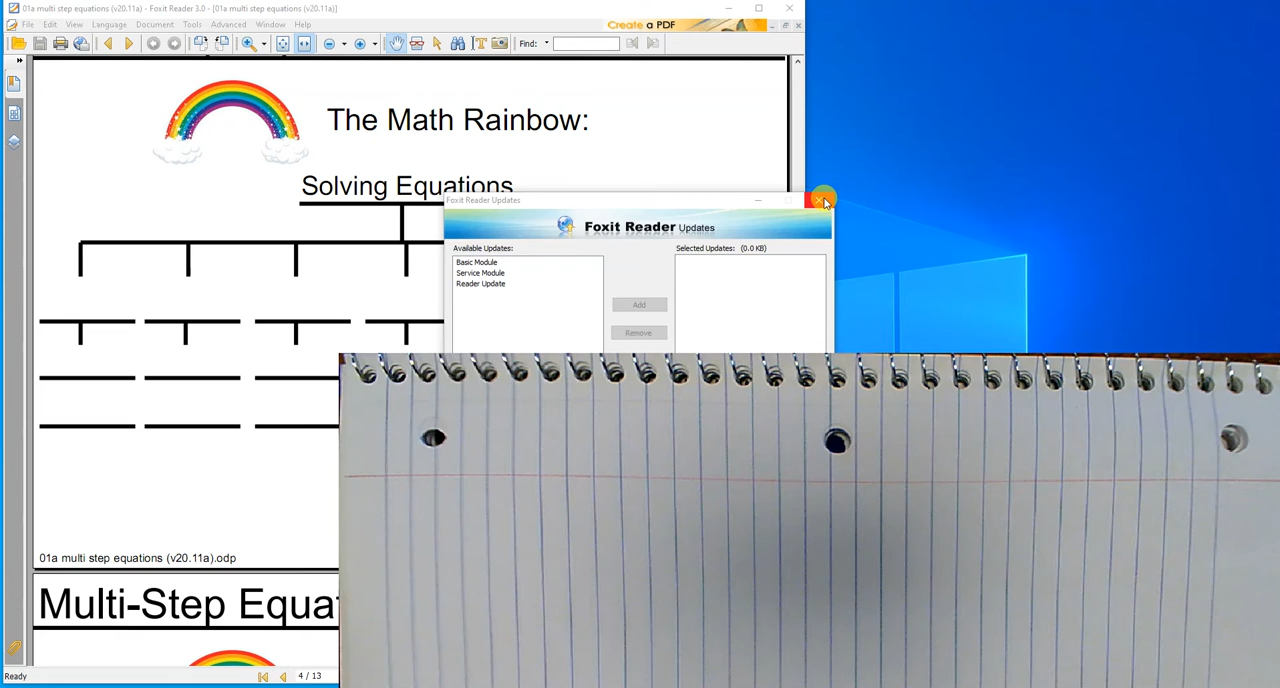 01a multi step equations (v20.11a) - Foxit Reader 3.0 - [01a multi step equations (v20.11a)]
File Edit View Language Document Tools Advanced Window Help
Create a PDF
Find:
The Math Rainbow:
Solving Equations
Foxit Reader Updates
Foxit Reader Updates
Available Updates:
Selected Updates: (0.0 KB)
Basic Module
Service Module
Reader Update
Add
Remove
01a multi step equations (v20.11a).odp
Multi-Step Equat
Ready
4 / 13